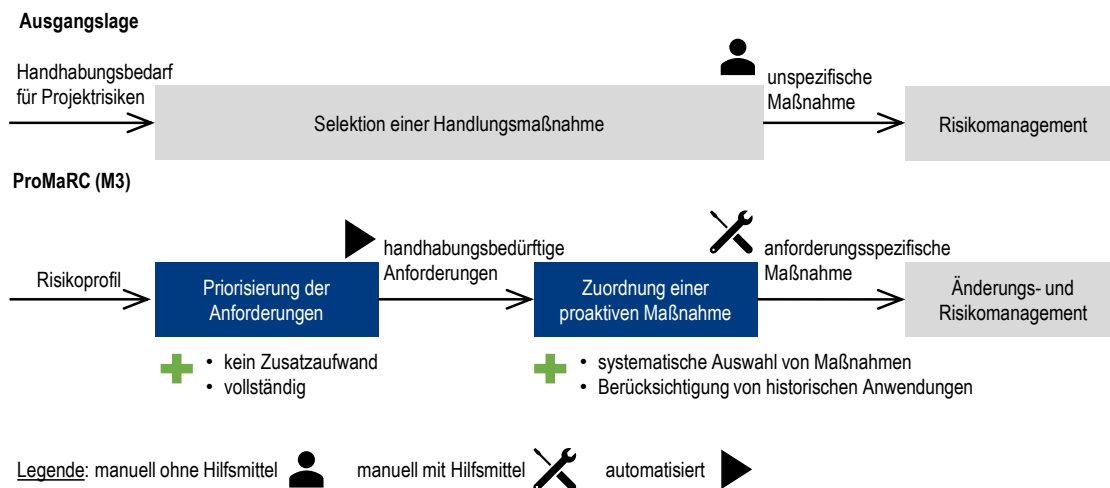 Ausgangslage
Handhabungsbedarf
für Projektrisiken
Selektion einer Handlungsmaßnahme
unspezifische
Maßnahme
Risikomanagement
ProMaRC (M3)
Risikoprofil
Priorisierung der
Anforderungen
handhabungsbedürftige
Anforderungen
Zuordnung einer
proaktiven Maßnahme
anforderungsspezifische
Maßnahme
Änderungs- und
Risikomanagement
• kein Zusatzaufwand
• vollständig
• systematische Auswahl von Maßnahmen
• Berücksichtigung von historischen Anwendungen
Legende: manuell ohne Hilfsmittel manuell mit Hilfsmittel automatisiert